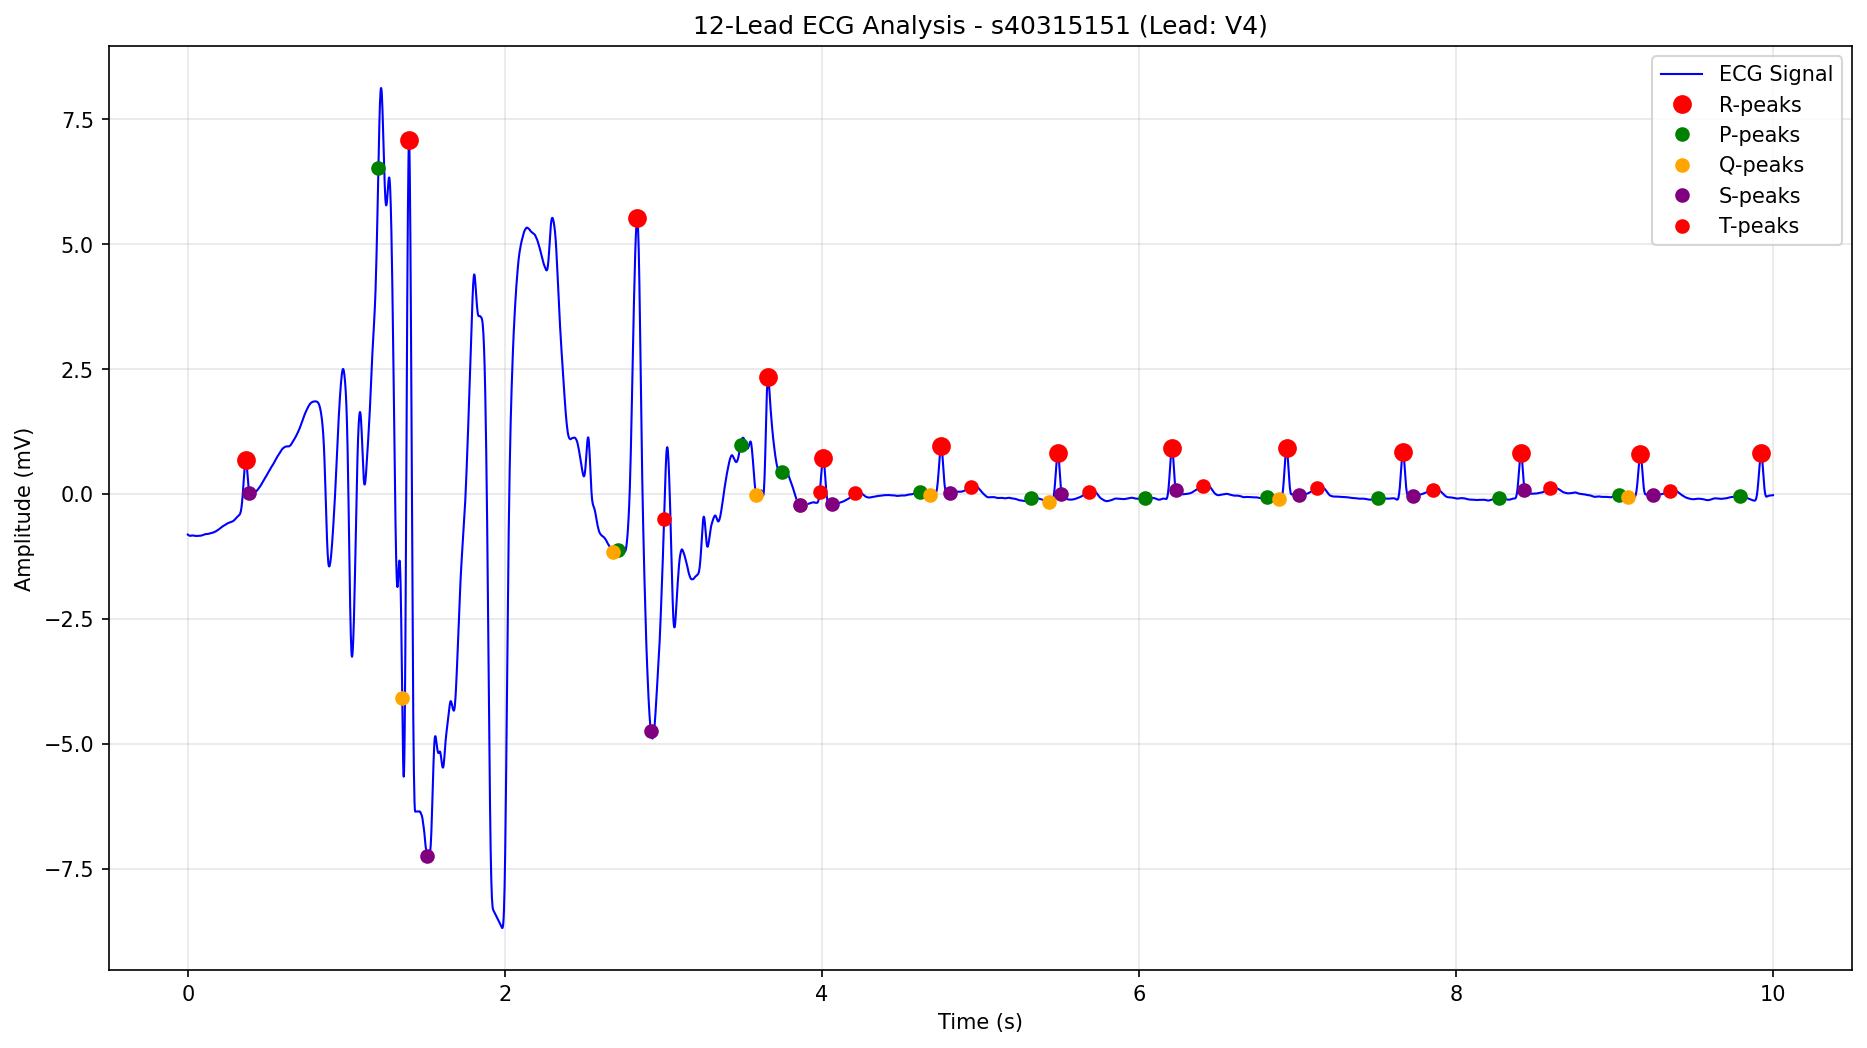 12-Lead ECG Analysis - s40315151 (Lead: V4)
ECG Signal
R-peaks
P-peaks
Q-peaks
S-peaks
T-peaks
7.5
5.0
2.5
0.0
−2.5
−5.0
−7.5
Amplitude (mV)
0 2 4 6 8 10
Time (s)